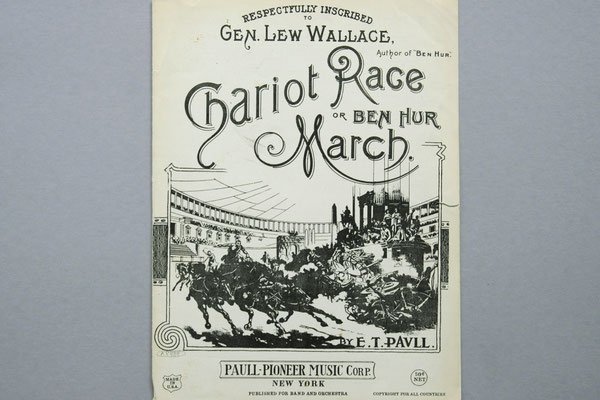 RESPECTFULLY INSCRIBED
TO
GEN. LEW WALLACE,
Author of "BEN HUR".
Chariot Race
OR BEN HUR
March.
BY E.T. PAULL.
PAULL-PIONEER MUSIC CORP.
NEW YORK
PUBLISHED FOR BAND AND ORCHESTRA
COPYRIGHT FOR ALL COUNTRIES
MADE
IN
U.S.A.
50¢
NET